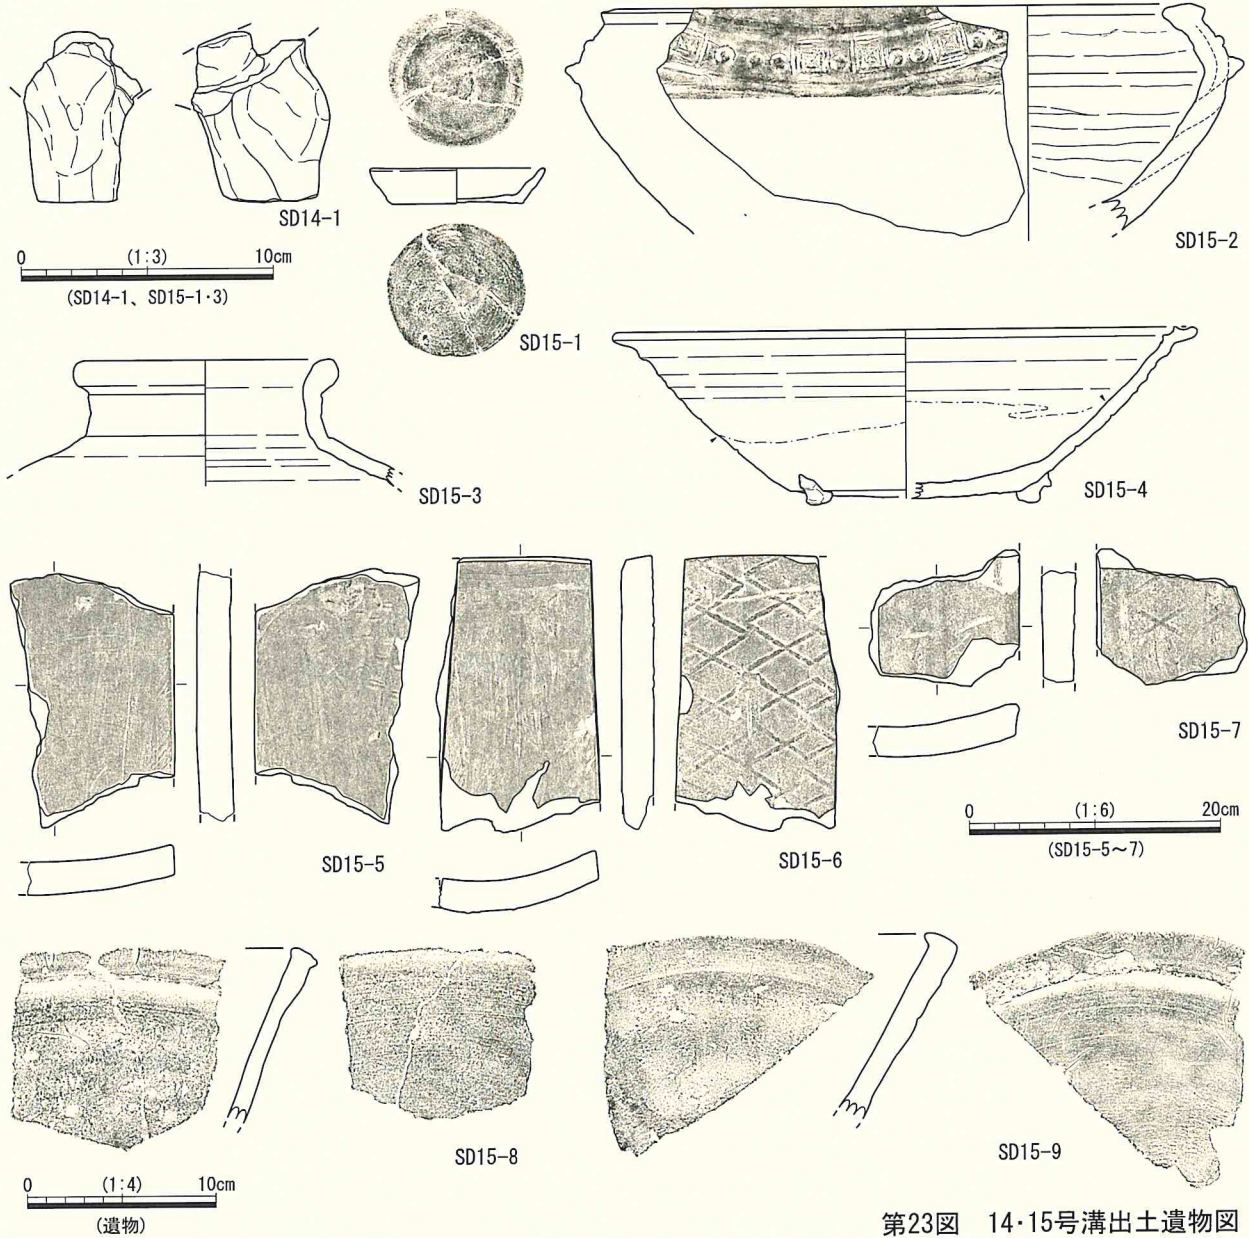 SD14-1
0 (1:3) 10cm
(SD14-1、SD15-1・3)
SD15-1
SD15-2
SD15-3
SD15-4
SD15-5
SD15-6
SD15-7
0 (1:6) 20cm
(SD15-5～7)
SD15-8
SD15-9
0 (1:4) 10cm
(遺物)
第23図 14・15号溝出土遺物図